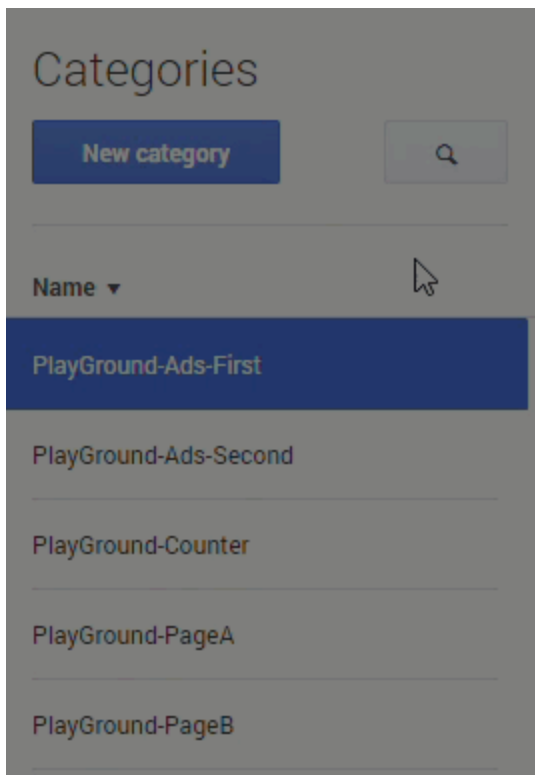 Categories
New category
Name
PlayGround-Ads-First
PlayGround-Ads-Second
PlayGround-Counter
PlayGround-PageA
PlayGround-PageB